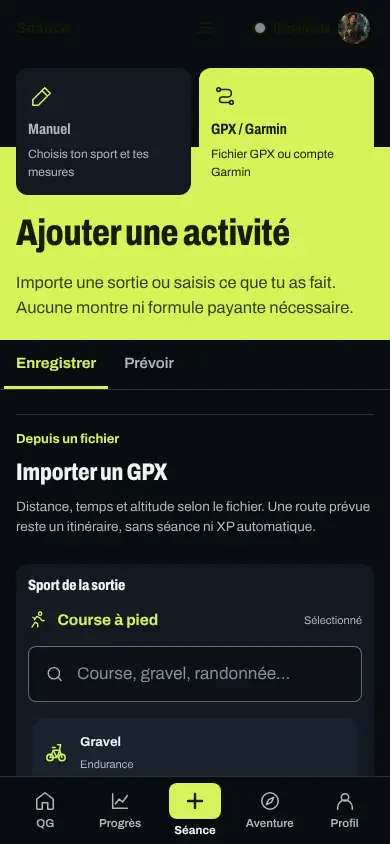 Séance
Manuel
Choisis ton sport et tes
mesures
GPX / Garmin
Fichier GPX ou compte
Garmin
Ajouter une activité
Importe une sortie ou saisis ce que tu as fait.
Aucune montre ni formule payante nécessaire.
Enregistrer
Prévoir
Depuis un fichier
Importer un GPX
Distance, temps et altitude selon le fichier. Une route prévue
reste un itinéraire, sans séance ni XP automatique.
Sport de la sortie
Course à pied
Sélectionné
Course, gravel, randonnée...
Gravel
Endurance
QG
Progrès
Séance
Aventure
Profil